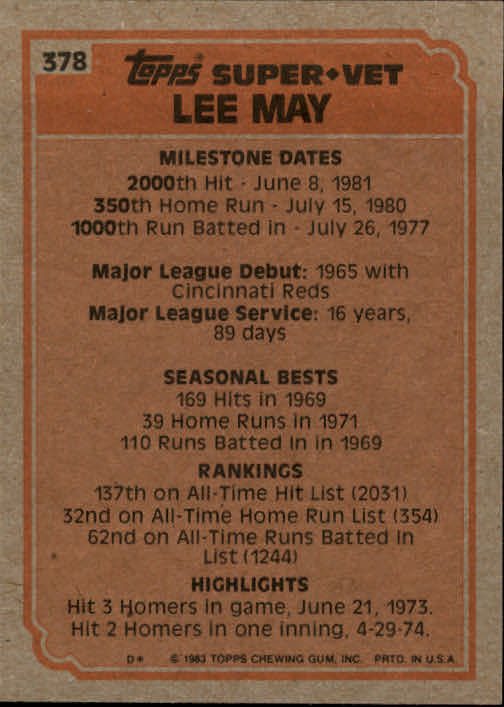 378
Topps SUPER•VET
LEE MAY
MILESTONE DATES
2000th Hit - June 8, 1981
350th Home Run - July 15, 1980
1000th Run Batted in - July 26, 1977
Major League Debut: 1965 with
Cincinnati Reds
Major League Service: 16 years,
89 days
SEASONAL BESTS
169 Hits in 1969
39 Home Runs in 1971
110 Runs Batted In in 1969
RANKINGS
137th on All-Time Hit List (2031)
32nd on All-Time Home Run List (354)
62nd on All-Time Runs Batted In
List (1244)
HIGHLIGHTS
Hit 3 Homers in game, June 21, 1973.
Hit 2 Homers in one inning, 4-29-74.
D* © 1983 TOPPS CHEWING GUM, INC. PRTD. IN U.S.A.